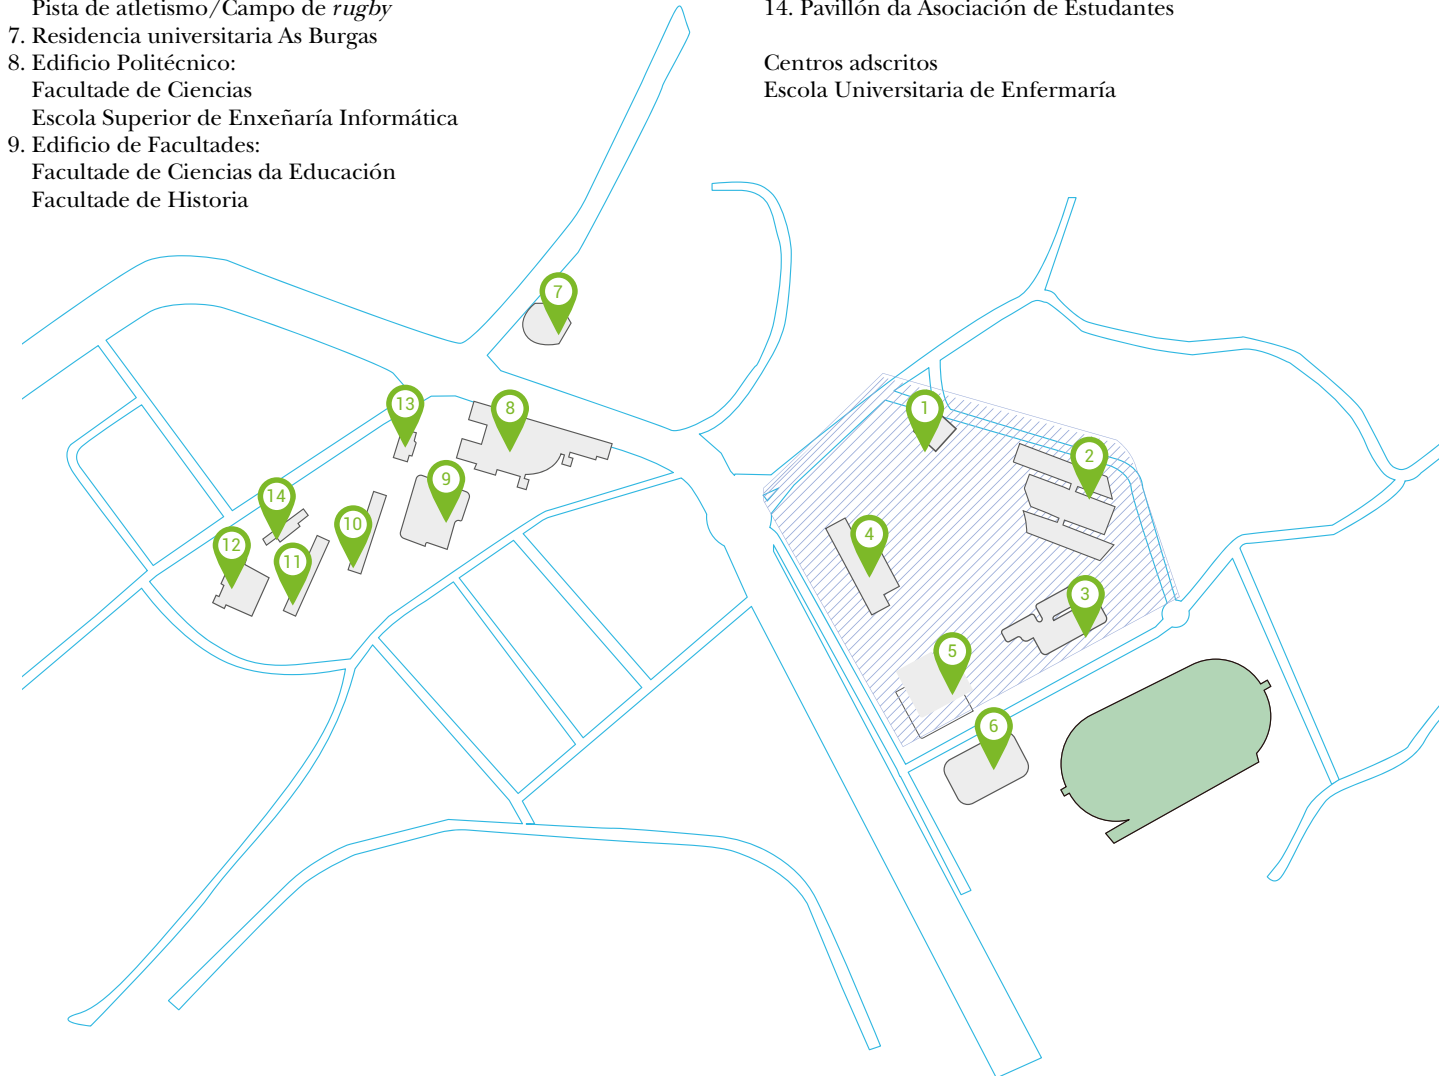 Pista de atletismo/Campo de rugby
7. Residencia universitaria As Burgas
8. Edificio Politécnico:
Facultade de Ciencias
Escola Superior de Enxeñaría Informática
9. Edificio de Facultades:
Facultade de Ciencias da Educación
Facultade de Historia
14. Pavillón da Asociación de Estudantes
Centros adscritos
Escola Universitaria de Enfermaría
7
13
8
1
2
9
14
10
4
12
11
3
5
6